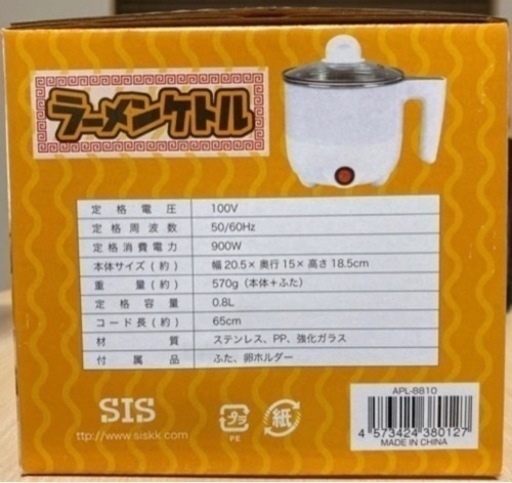 ラーメンケトル
定格電圧 100V
定格周波数 50/60Hz
定格消費電力 900W
本体サイズ(約) 幅20.5×奥行15×高さ18.5cm
重量(約) 570g(本体+ふた)
定格容量 0.8L
コード長(約) 65cm
材質 ステンレス、PP、強化ガラス
付属品 ふた、卵ホルダー
SIS
http://www.siskk.com
プラ
PE
紙
APL-8810
4 573424 380127
MADE IN CHINA